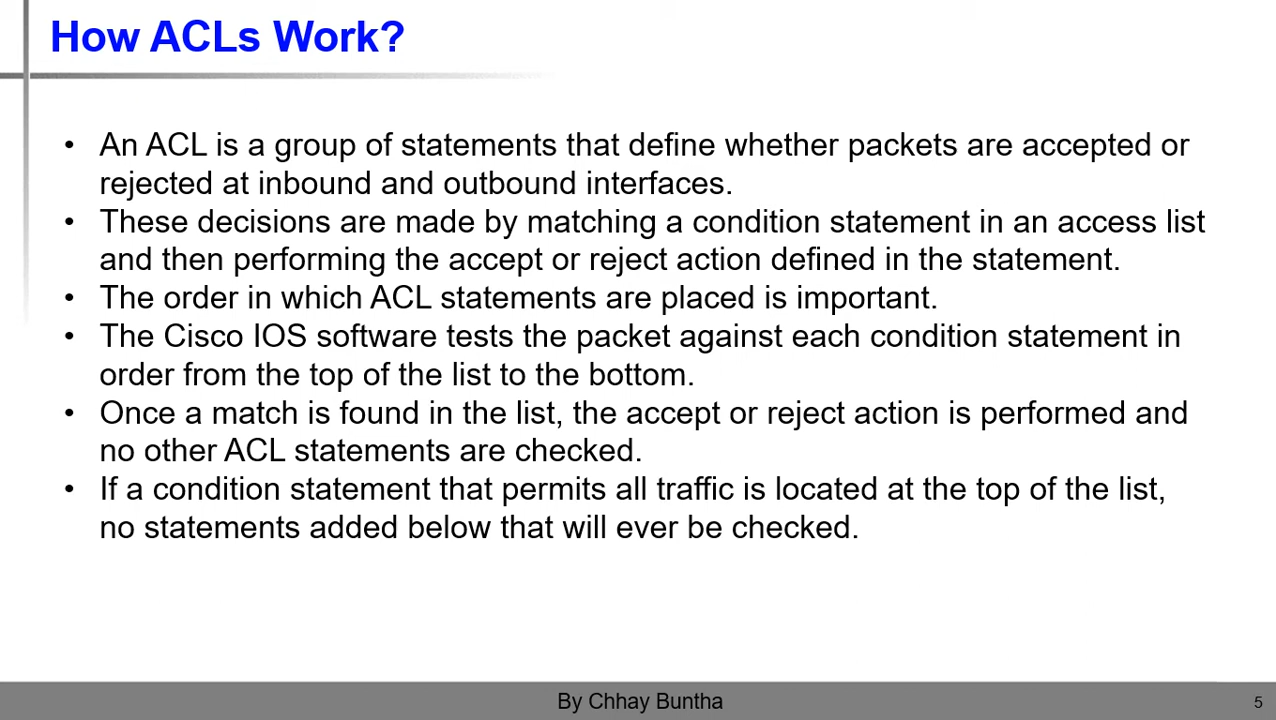 How ACLs Work?
• An ACL is a group of statements that define whether packets are accepted or
rejected at inbound and outbound interfaces.
• These decisions are made by matching a condition statement in an access list
and then performing the accept or reject action defined in the statement.
• The order in which ACL statements are placed is important.
• The Cisco IOS software tests the packet against each condition statement in
order from the top of the list to the bottom.
• Once a match is found in the list, the accept or reject action is performed and
no other ACL statements are checked.
• If a condition statement that permits all traffic is located at the top of the list,
no statements added below that will ever be checked.
By Chhay Buntha
5